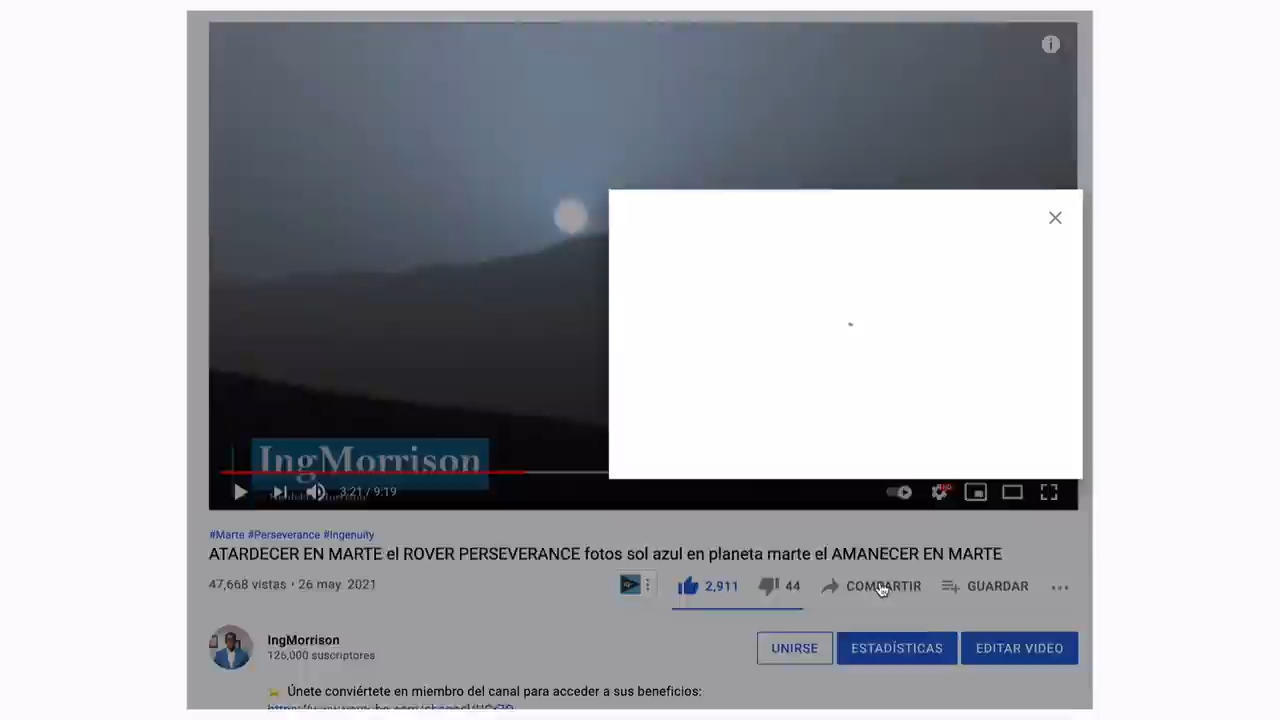 IngMorrison
3:21 / 9:19
HD
#Marte #Perseverance #Ingenuity
ATARDECER EN MARTE el ROVER PERSEVERANCE fotos sol azul en planeta marte el AMANECER EN MARTE
47,668 vistas • 26 may. 2021
2,911
44
COMPARTIR
GUARDAR
IngMorrison
126,000 suscriptores
UNIRSE
ESTADÍSTICAS
EDITAR VIDEO
Únete conviértete en miembro del canal para acceder a sus beneficios: